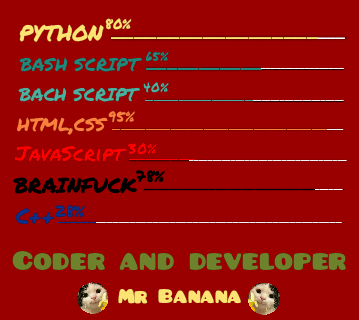 PYTHON 80%
BASH SCRIPT 65%
BACH SCRIPT 40%
HTML,CSS 95%
JAVASCRIPT 30%
BRAINFUCK 78%
C++ 28%
CODER AND DEVELOPER
MR BANANA